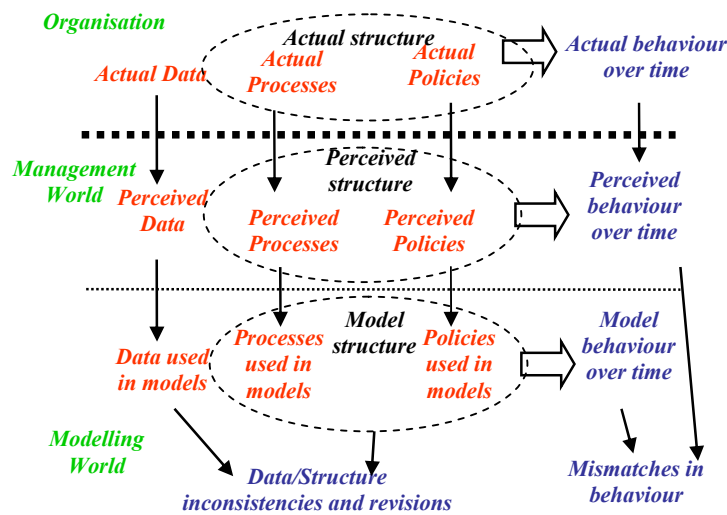 Organisation
Actual structure
Actual Data
Actual
Processes
Actual
Policies
Actual behaviour
over time
Management
World
Perceived
structure
Perceived
Data
Perceived
Processes
Perceived
Policies
Perceived
behaviour
over time
Model
structure
Data used
in models
Processes
used in
models
Policies
used in
models
Model
behaviour
over time
Modelling
World
Data/Structure
inconsistencies and revisions
Mismatches in
behaviour